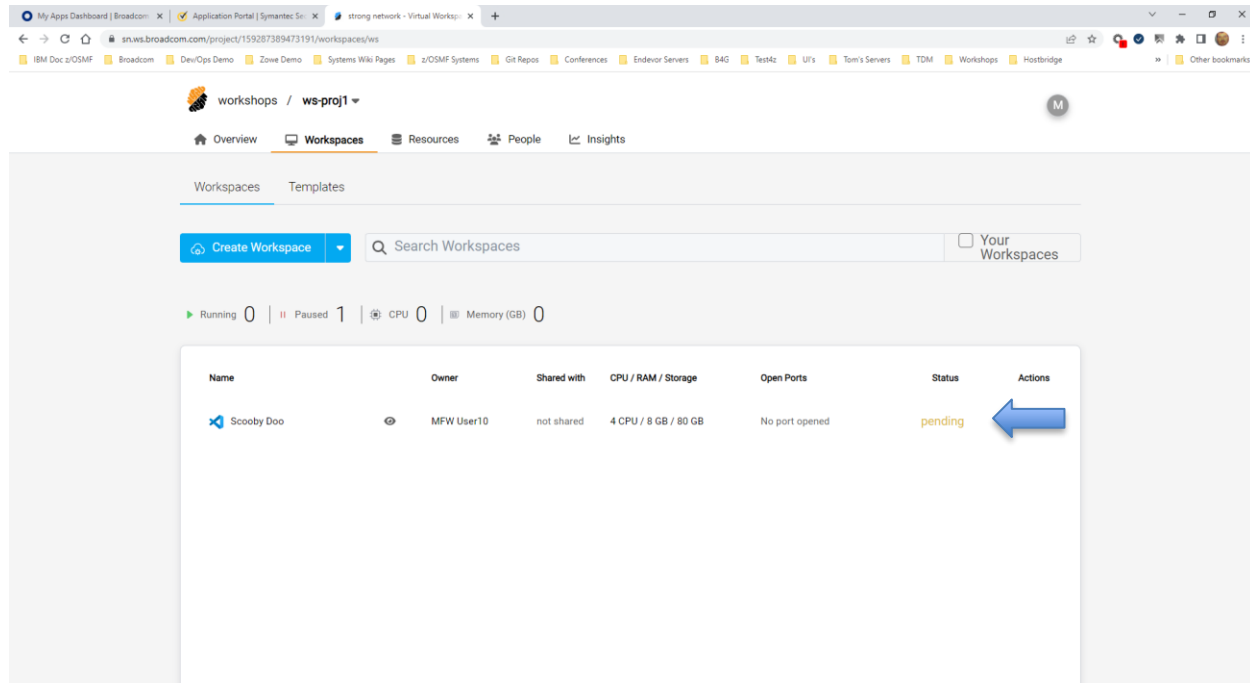 My Apps Dashboard | Broadcom
Application Portal | Symantec Se
strong network - Virtual Workspa
sn.ws.broadcom.com/project/159287389473191/workspaces/ws
IBM Doc z/OSMF Broadcom Dev/Ops Demo Zowe Demo Systems Wiki Pages z/OSMF Systems Git Repos Conferences Endevor Servers B4G Test4z UI's Tom's Servers TDM Workshops Hostbridge » Other bookmarks
workshops / ws-proj1
M
Overview Workspaces Resources People Insights
Workspaces Templates
Create Workspace Search Workspaces Your
Workspaces
Running 0 Paused 1 CPU 0 Memory (GB) 0
Name Owner Shared with CPU / RAM / Storage Open Ports Status Actions
Scooby Doo MFW User10 not shared 4 CPU / 8 GB / 80 GB No port opened pending